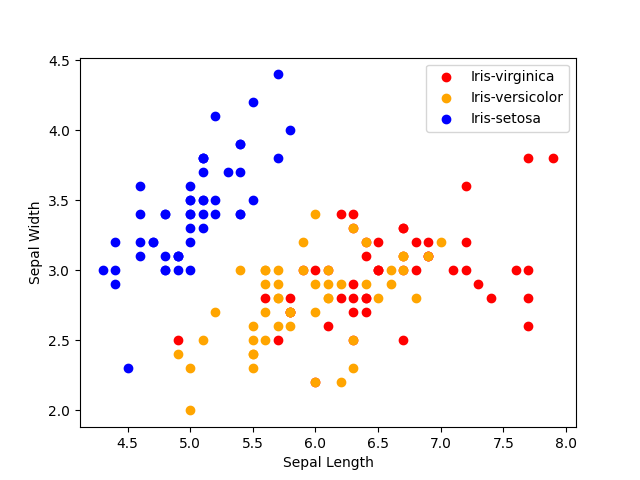 4.5
4.0
3.5
3.0
2.5
2.0
Sepal Width
Iris-virginica
Iris-versicolor
Iris-setosa
4.5 5.0 5.5 6.0 6.5 7.0 7.5 8.0
Sepal Length